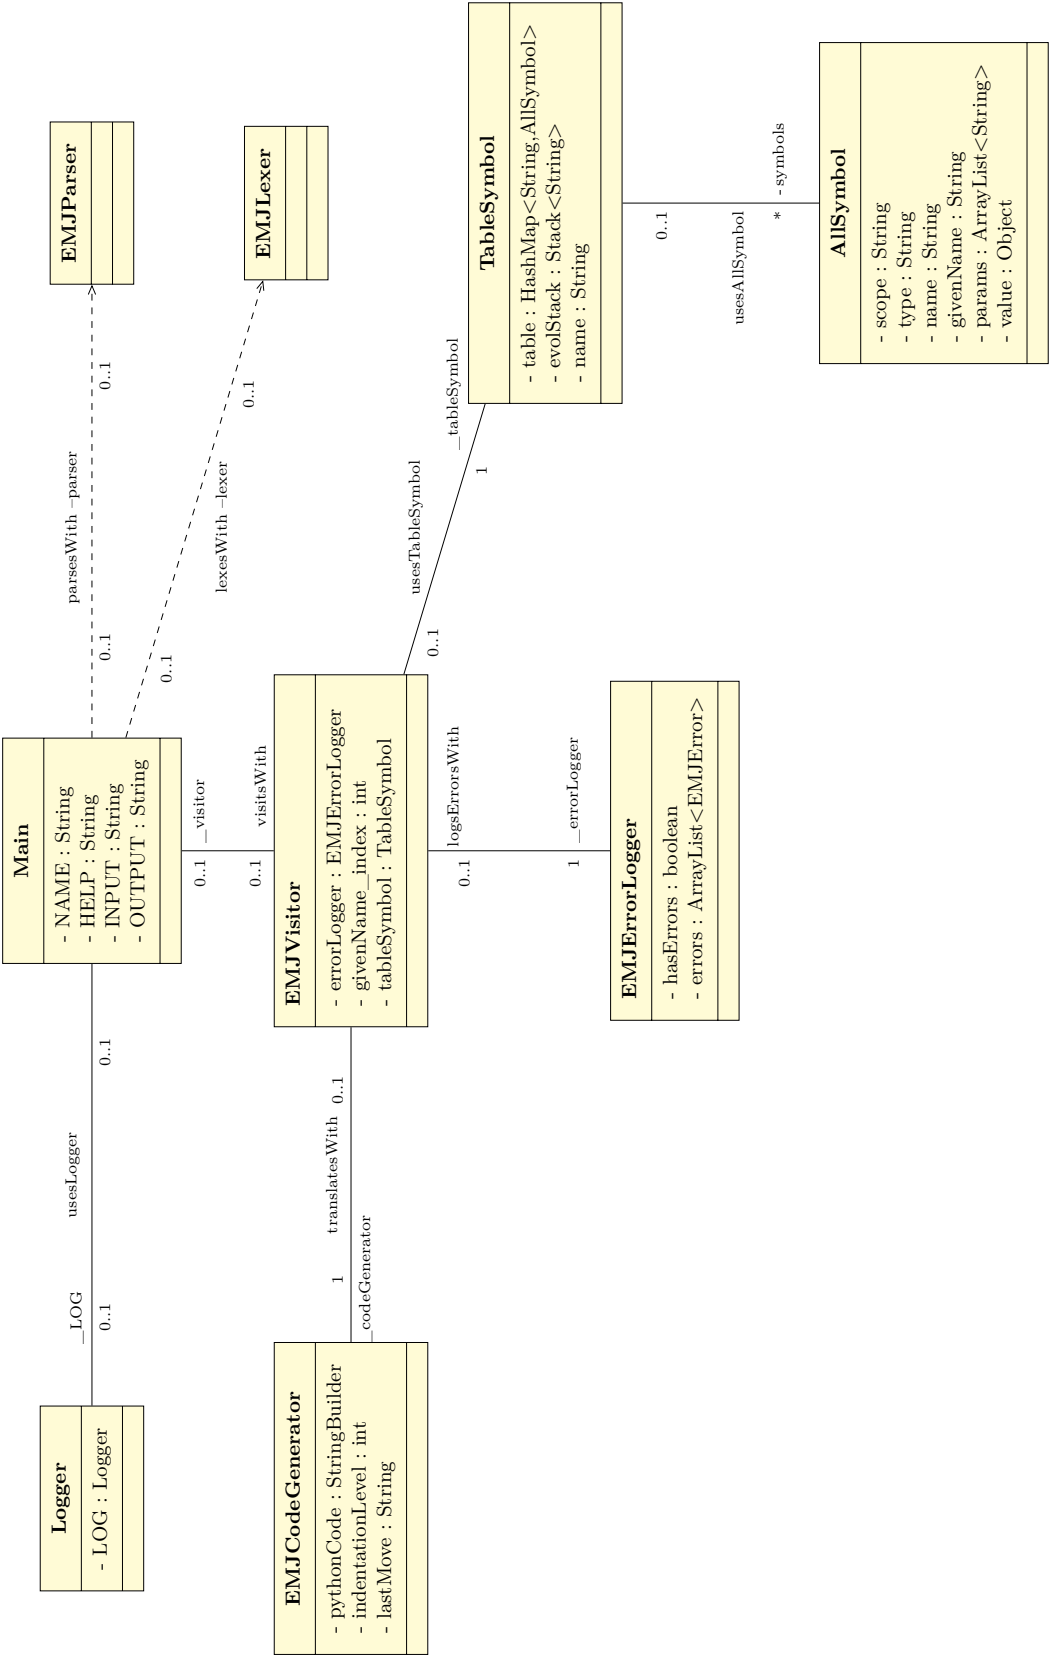 Logger
- LOG : Logger
_LOG
0..1
usesLogger
0..1
Main
- NAME : String
- HELP : String
- INPUT : String
- OUTPUT : String
0..1
parsesWith –parser
0..1
EMJParser
0..1
lexesWith –lexer
0..1
EMJLexer
0..1
_visitor
0..1
visitsWith
EMJCodeGenerator
- pythonCode : StringBuilder
- indentationLevel : int
- lastMove : String
1
_codeGenerator
translatesWith
0..1
EMJVisitor
- errorLogger : EMJErrorLogger
- givenName_index : int
- tableSymbol : TableSymbol
0..1
usesTableSymbol
1
_tableSymbol
TableSymbol
- table : HashMap<String,AllSymbol>
- evolStack : Stack<String>
- name : String
0..1
logsErrorsWith
1
_errorLogger
EMJErrorLogger
- hasErrors : boolean
- errors : ArrayList<EMJError>
0..1
usesAllSymbol
*
- symbols
AllSymbol
- scope : String
- type : String
- name : String
- givenName : String
- params : ArrayList<String>
- value : Object